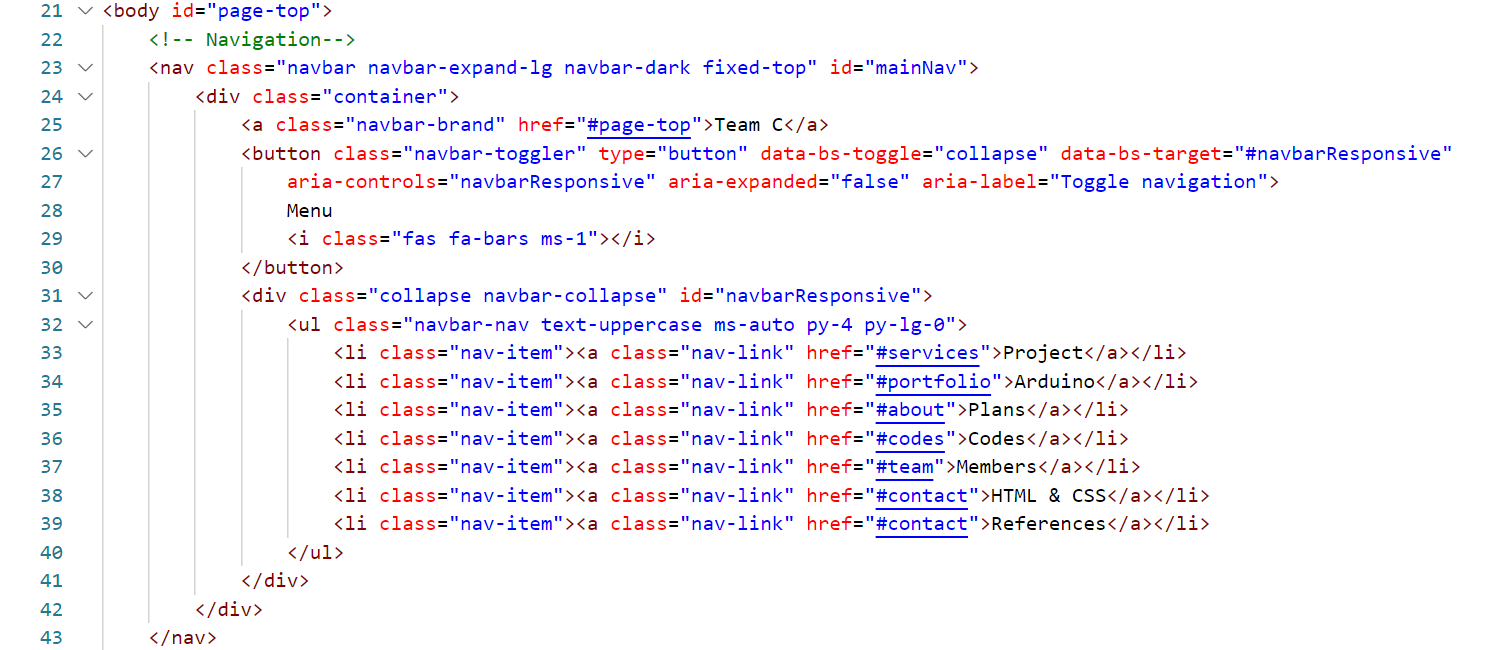 21 <body id="page-top">
22 <!-- Navigation-->
23 <nav class="navbar navbar-expand-lg navbar-dark fixed-top" id="mainNav">
24 <div class="container">
25 <a class="navbar-brand" href="#page-top">Team C</a>
26 <button class="navbar-toggler" type="button" data-bs-toggle="collapse" data-bs-target="#navbarResponsive"
27 aria-controls="navbarResponsive" aria-expanded="false" aria-label="Toggle navigation">
28 Menu
29 <i class="fas fa-bars ms-1"></i>
30 </button>
31 <div class="collapse navbar-collapse" id="navbarResponsive">
32 <ul class="navbar-nav text-uppercase ms-auto py-4 py-lg-0">
33 <li class="nav-item"><a class="nav-link" href="#services">Project</a></li>
34 <li class="nav-item"><a class="nav-link" href="#portfolio">Arduino</a></li>
35 <li class="nav-item"><a class="nav-link" href="#about">Plans</a></li>
36 <li class="nav-item"><a class="nav-link" href="#codes">Codes</a></li>
37 <li class="nav-item"><a class="nav-link" href="#team">Members</a></li>
38 <li class="nav-item"><a class="nav-link" href="#contact">HTML & CSS</a></li>
39 <li class="nav-item"><a class="nav-link" href="#contact">References</a></li>
40 </ul>
41 </div>
42 </div>
43 </nav>